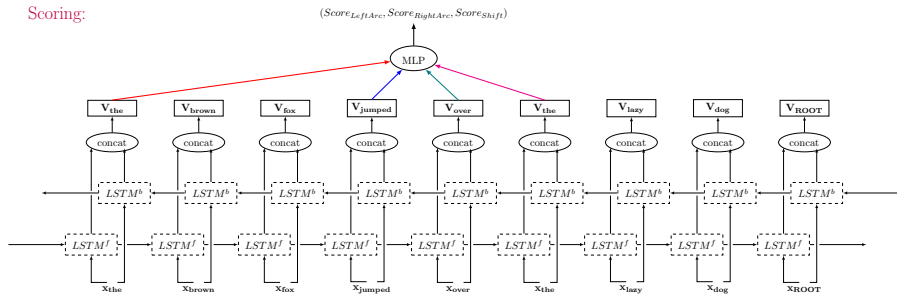 Scoring:
(Score_LeftArc, Score_RightArc, Score_Shift)
MLP
V_the V_brown V_fox V_jumped V_over V_the V_lazy V_dog V_ROOT
concat concat concat concat concat concat concat concat concat
LSTM^b LSTM^b LSTM^b LSTM^b LSTM^b LSTM^b LSTM^b LSTM^b LSTM^b
LSTM^f LSTM^f LSTM^f LSTM^f LSTM^f LSTM^f LSTM^f LSTM^f LSTM^f
x_the x_brown x_fox x_jumped x_over x_the x_lazy x_dog x_ROOT